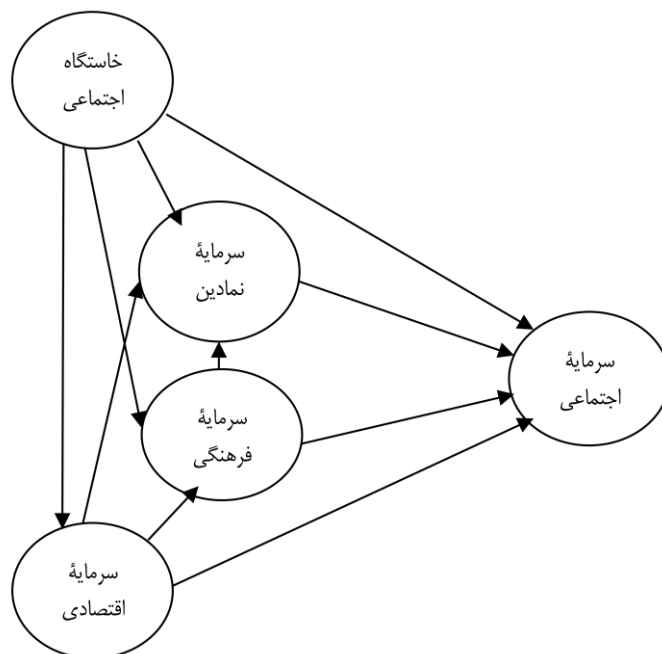 خاستگاه
اجتماعی
سرمایۀ
نمادین
سرمایۀ
اجتماعی
سرمایۀ
فرهنگی
سرمایۀ
اقتصادی